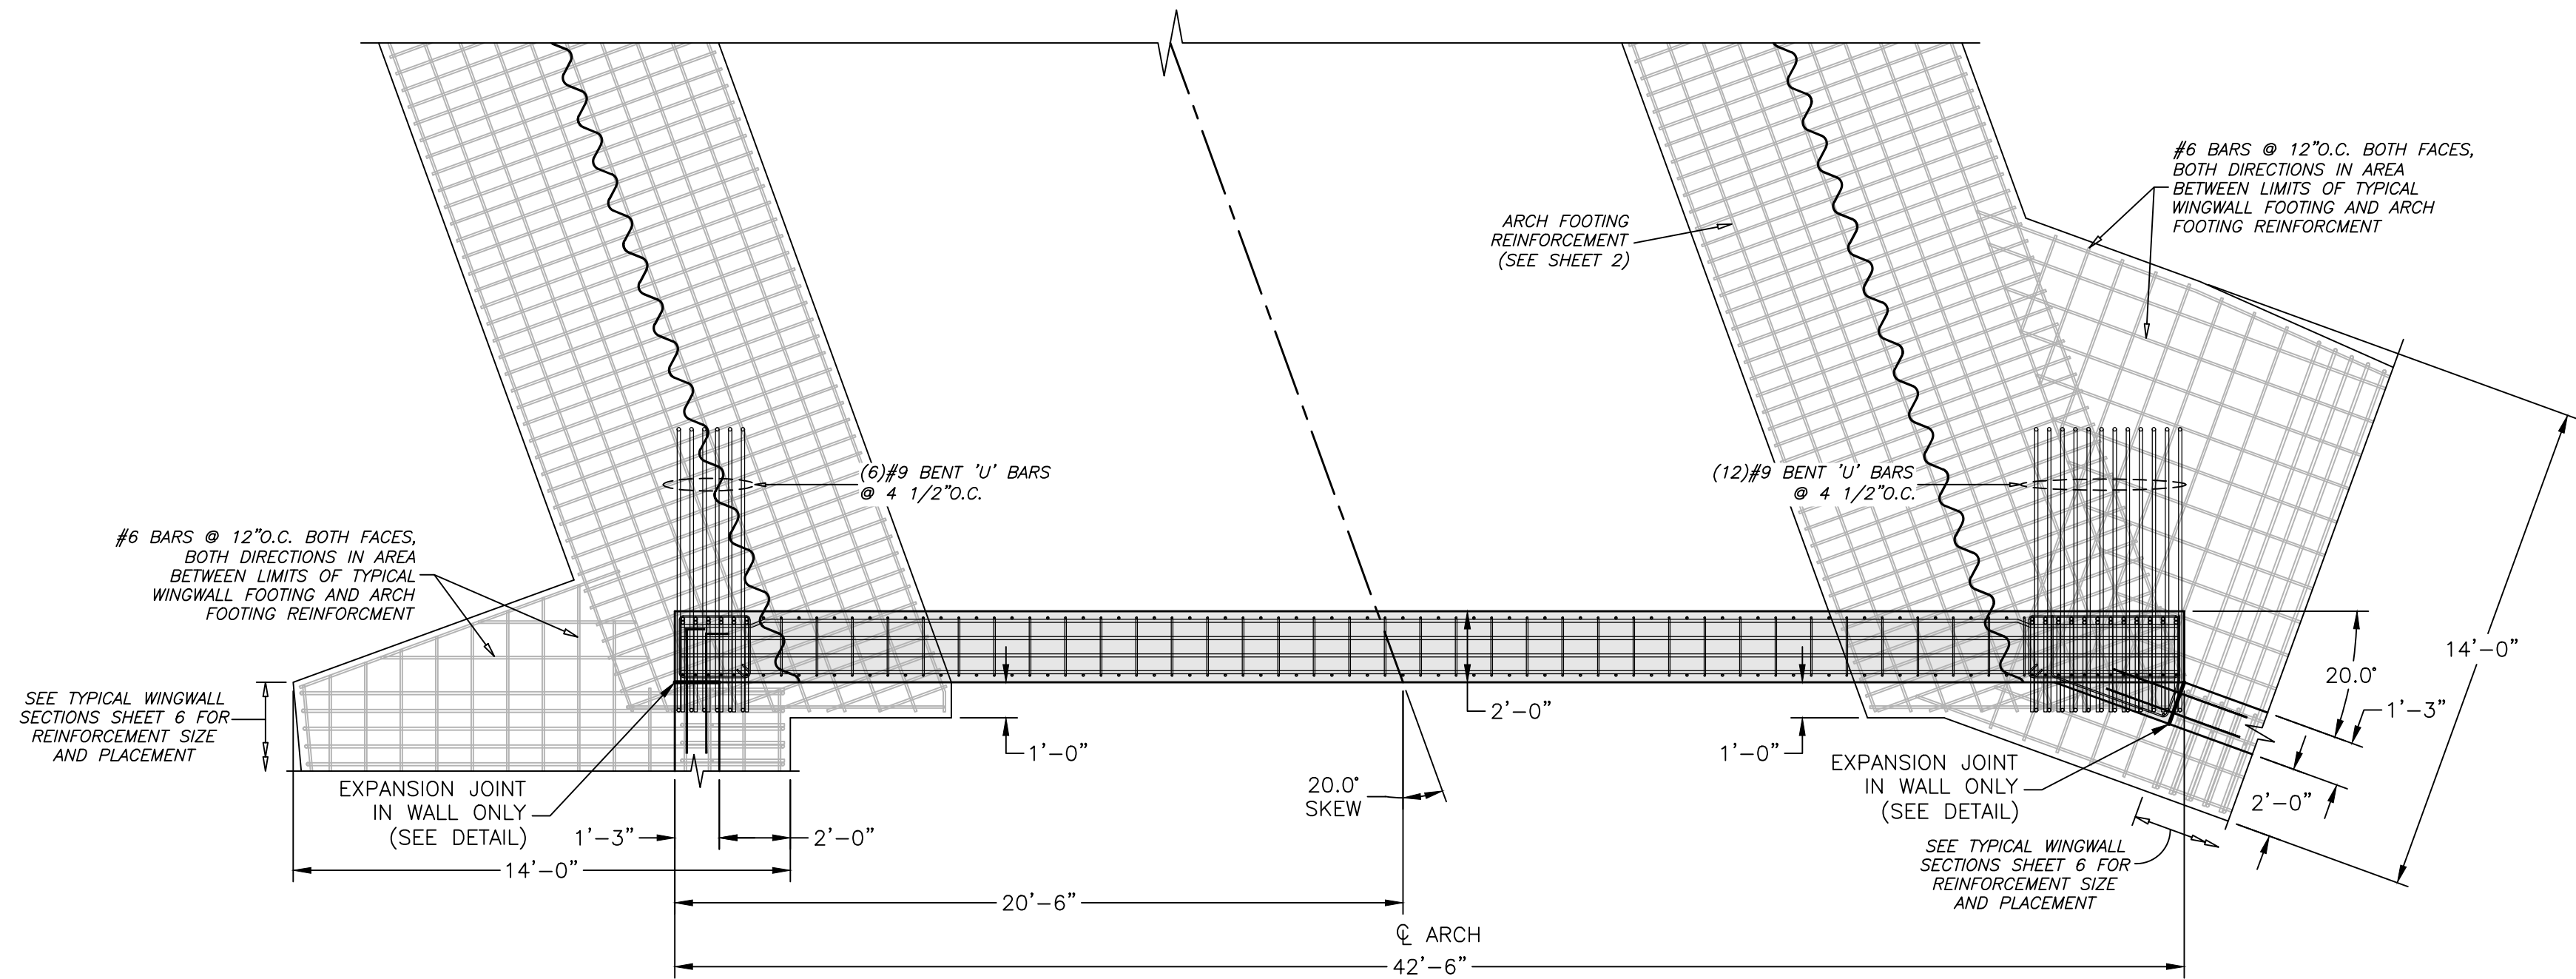 #6 BARS @ 12"O.C. BOTH FACES,
BOTH DIRECTIONS IN AREA
BETWEEN LIMITS OF TYPICAL
WINGWALL FOOTING AND ARCH
FOOTING REINFORCMENT
ARCH FOOTING
REINFORCEMENT
(SEE SHEET 2)
(6)#9 BENT 'U' BARS
@ 4 1/2"O.C.
(12)#9 BENT 'U' BARS
@ 4 1/2"O.C.
#6 BARS @ 12"O.C. BOTH FACES,
BOTH DIRECTIONS IN AREA
BETWEEN LIMITS OF TYPICAL
WINGWALL FOOTING AND ARCH
FOOTING REINFORCMENT
SEE TYPICAL WINGWALL
SECTIONS SHEET 6 FOR
REINFORCEMENT SIZE
AND PLACEMENT
EXPANSION JOINT
IN WALL ONLY
(SEE DETAIL)
1'-3"
2'-0"
14'-0"
1'-0"
2'-0"
20.0°
SKEW
1'-0"
EXPANSION JOINT
IN WALL ONLY
(SEE DETAIL)
20.0°
1'-3"
2'-0"
14'-0"
SEE TYPICAL WINGWALL
SECTIONS SHEET 6 FOR
REINFORCEMENT SIZE
AND PLACEMENT
20'-6"
℄ ARCH
42'-6"